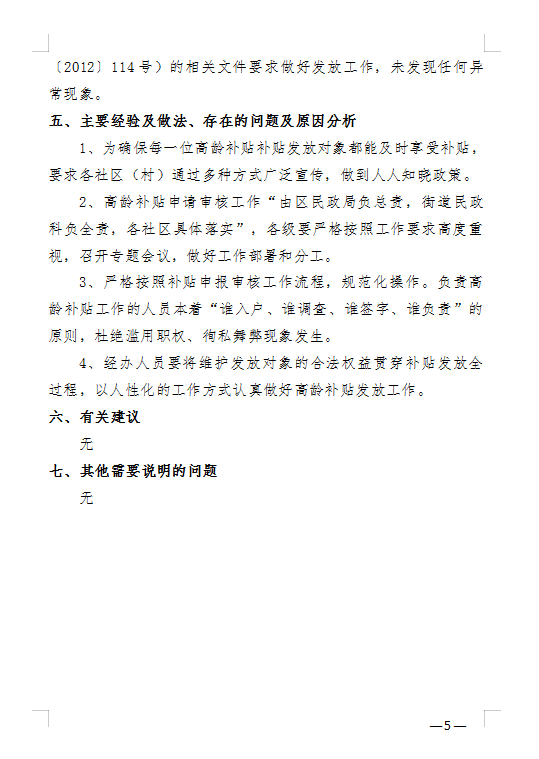 〔2012〕114 号）的相关文件要求做好发放工作，未发现任何异
常现象。
五、主要经验及做法、存在的问题及原因分析
1、为确保每一位高龄补贴补贴发放对象都能及时享受补贴，
要求各社区（村）通过多种方式广泛宣传，做到人人知晓政策。
2、高龄补贴申请审核工作“由区民政局负总责，街道民政
科负全责，各社区具体落实”，各级要严格按照工作要求高度重
视，召开专题会议，做好工作部署和分工。
3、严格按照补贴申报审核工作流程，规范化操作。负责高
龄补贴工作的人员本着“谁入户、谁调查、谁签字、谁负责”的
原则，杜绝滥用职权、徇私舞弊现象发生。
4、经办人员要将维护发放对象的合法权益贯穿补贴发放全
过程，以人性化的工作方式认真做好高龄补贴发放工作。
六、有关建议
无
七、其他需要说明的问题
无
—5—